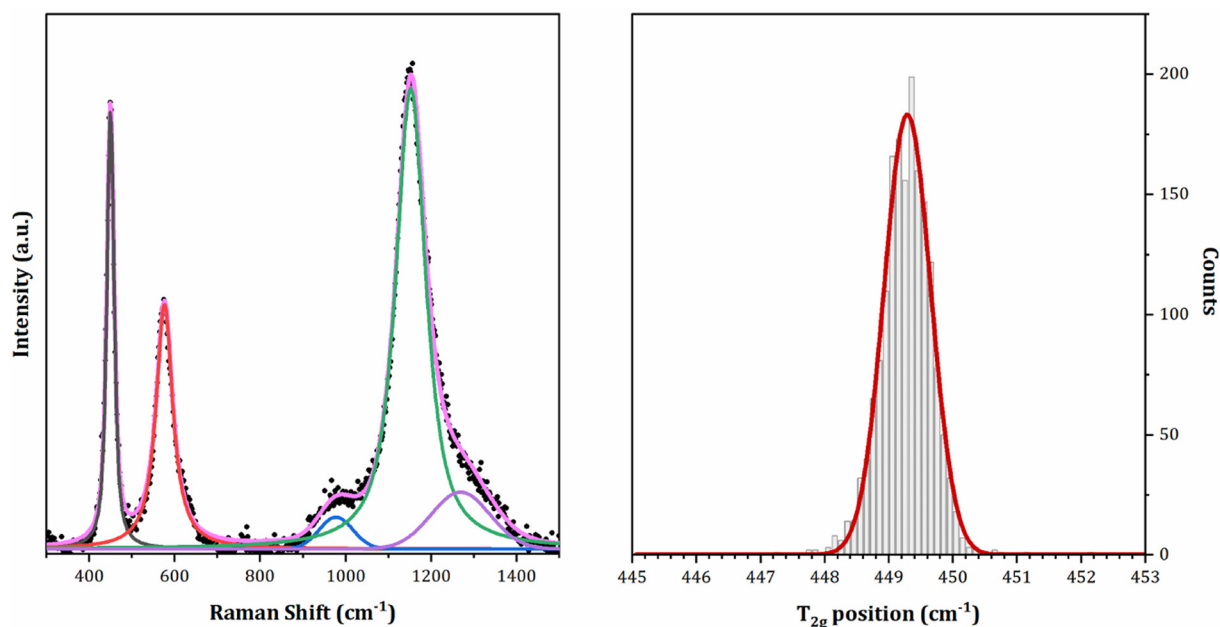 Intensity (a.u.)
400 600 800 1000 1200 1400
Raman Shift (cm⁻¹)
200
150
100
50
0
Counts
445 446 447 448 449 450 451 452 453
T₂g position (cm⁻¹)